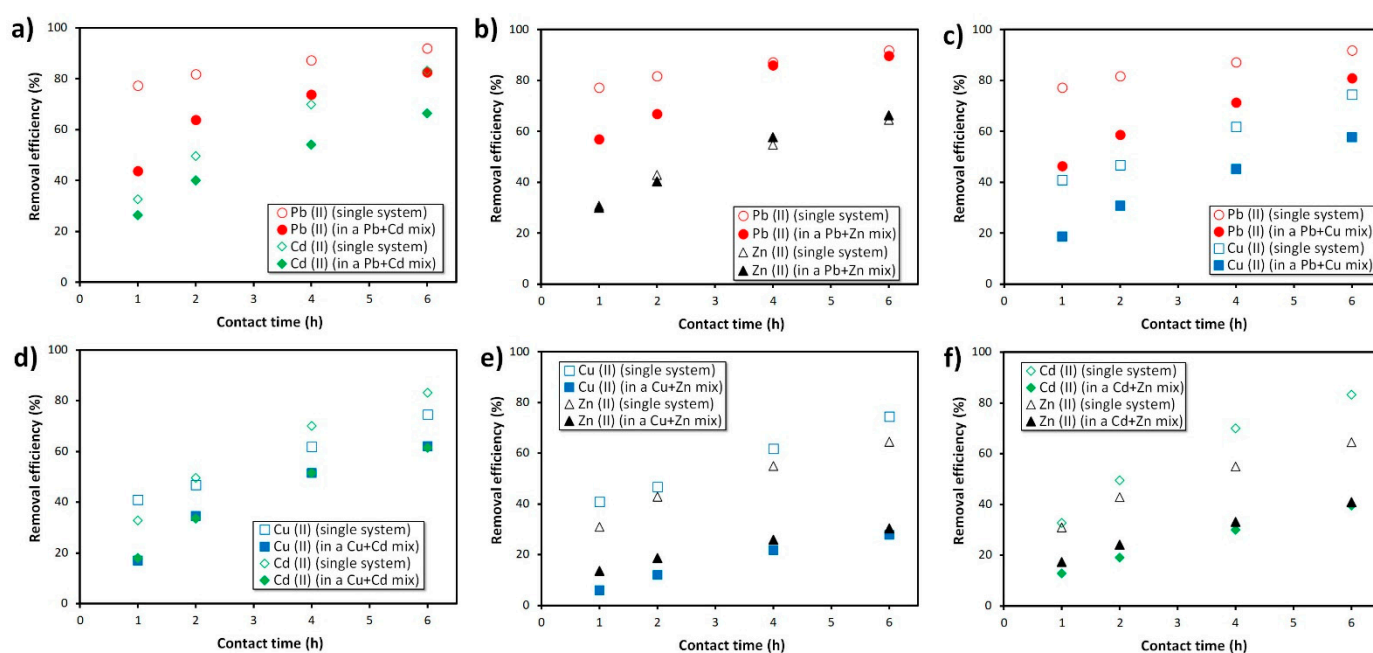 a)
100
80
60
40
20
0
Removal efficiency (%)
Pb (II) (single system)
Pb (II) (in a Pb+Cd mix)
Cd (II) (single system)
Cd (II) (in a Pb+Cd mix)
0 1 2 3 4 5 6
Contact time (h)
b)
100
80
60
40
20
0
Removal efficiency (%)
Pb (II) (single system)
Pb (II) (in a Pb+Zn mix)
Zn (II) (single system)
Zn (II) (in a Pb+Zn mix)
0 1 2 3 4 5 6
Contact time (h)
c)
100
80
60
40
20
0
Removal efficiency (%)
Pb (II) (single system)
Pb (II) (in a Pb+Cu mix)
Cu (II) (single system)
Cu (II) (in a Pb+Cu mix)
0 1 2 3 4 5 6
Contact time (h)
d)
100
80
60
40
20
0
Removal efficiency (%)
Cu (II) (single system)
Cu (II) (in a Cu+Cd mix)
Cd (II) (single system)
Cd (II) (in a Cu+Cd mix)
0 1 2 3 4 5 6
Contact time (h)
e)
100
80
60
40
20
0
Removal efficiency (%)
Cu (II) (single system)
Cu (II) (in a Cu+Zn mix)
Zn (II) (single system)
Zn (II) (in a Cu+Zn mix)
0 1 2 3 4 5 6
Contact time (h)
f)
100
80
60
40
20
0
Removal efficiency (%)
Cd (II) (single system)
Cd (II) (in a Cd+Zn mix)
Zn (II) (single system)
Zn (II) (in a Cd+Zn mix)
0 1 2 3 4 5 6
Contact time (h)